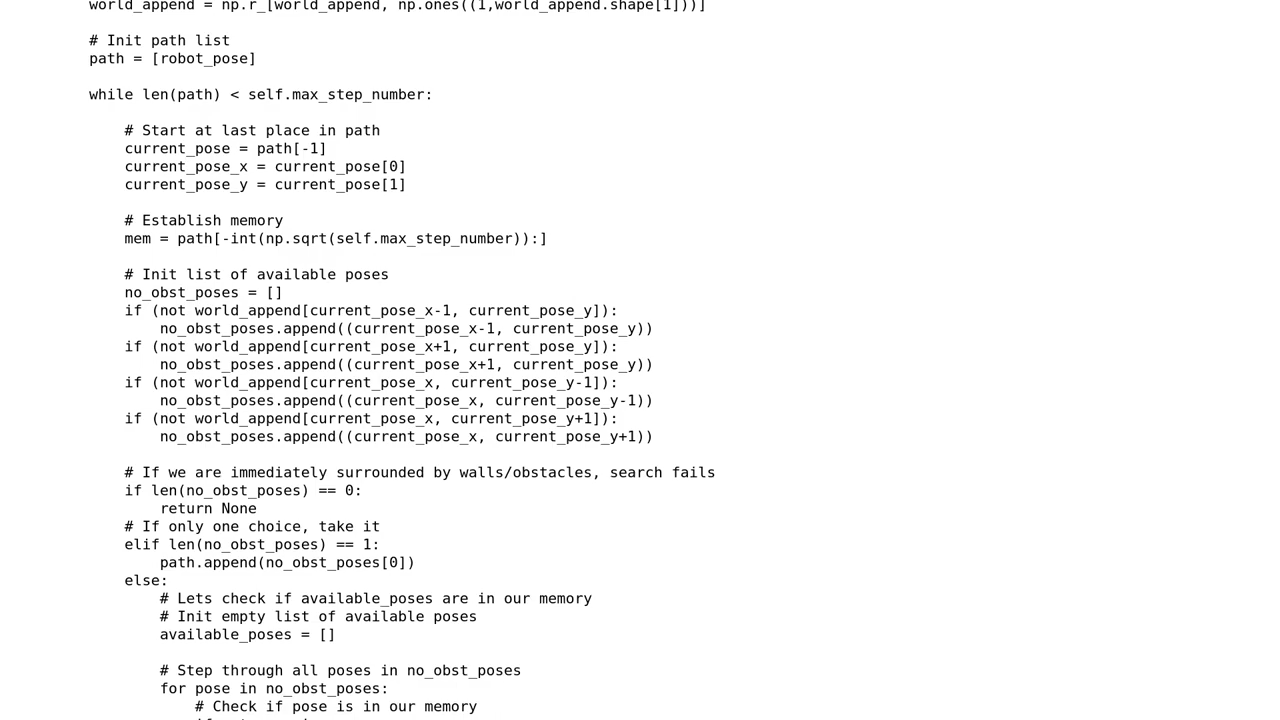 world_append = np.r_[world_append, np.ones((1,world_append.shape[1]))]
# Init path list
path = [robot_pose]
while len(path) < self.max_step_number:
# Start at last place in path
current_pose = path[-1]
current_pose_x = current_pose[0]
current_pose_y = current_pose[1]
# Establish memory
mem = path[-int(np.sqrt(self.max_step_number)):]
# Init list of available poses
no_obst_poses = []
if (not world_append[current_pose_x-1, current_pose_y]):
no_obst_poses.append((current_pose_x-1, current_pose_y))
if (not world_append[current_pose_x+1, current_pose_y]):
no_obst_poses.append((current_pose_x+1, current_pose_y))
if (not world_append[current_pose_x, current_pose_y-1]):
no_obst_poses.append((current_pose_x, current_pose_y-1))
if (not world_append[current_pose_x, current_pose_y+1]):
no_obst_poses.append((current_pose_x, current_pose_y+1))
# If we are immediately surrounded by walls/obstacles, search fails
if len(no_obst_poses) == 0:
return None
# If only one choice, take it
elif len(no_obst_poses) == 1:
path.append(no_obst_poses[0])
else:
# Lets check if available_poses are in our memory
# Init empty list of available poses
available_poses = []
# Step through all poses in no_obst_poses
for pose in no_obst_poses:
# Check if pose is in our memory